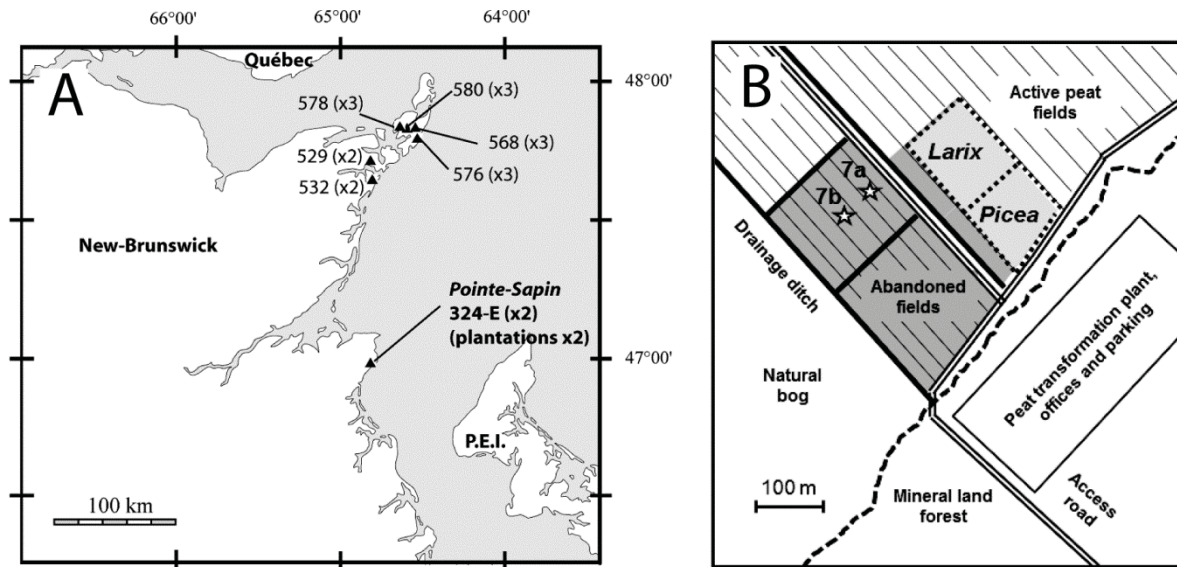 66°00'
65°00'
64°00'
A
Québec
48°00'
580 (x3)
578 (x3)
568 (x3)
529 (x2)
576 (x3)
532 (x2)
New-Brunswick
Pointe-Sapin
324-E (x2)
(plantations x2)
47°00'
P.E.I.
100 km
B
Active peat
fields
Larix
7a
7b
Picea
Drainage ditch
Abandoned
fields
Peat transformation plant,
offices and parking
Natural
bog
100 m
Mineral land
forest
Access
road